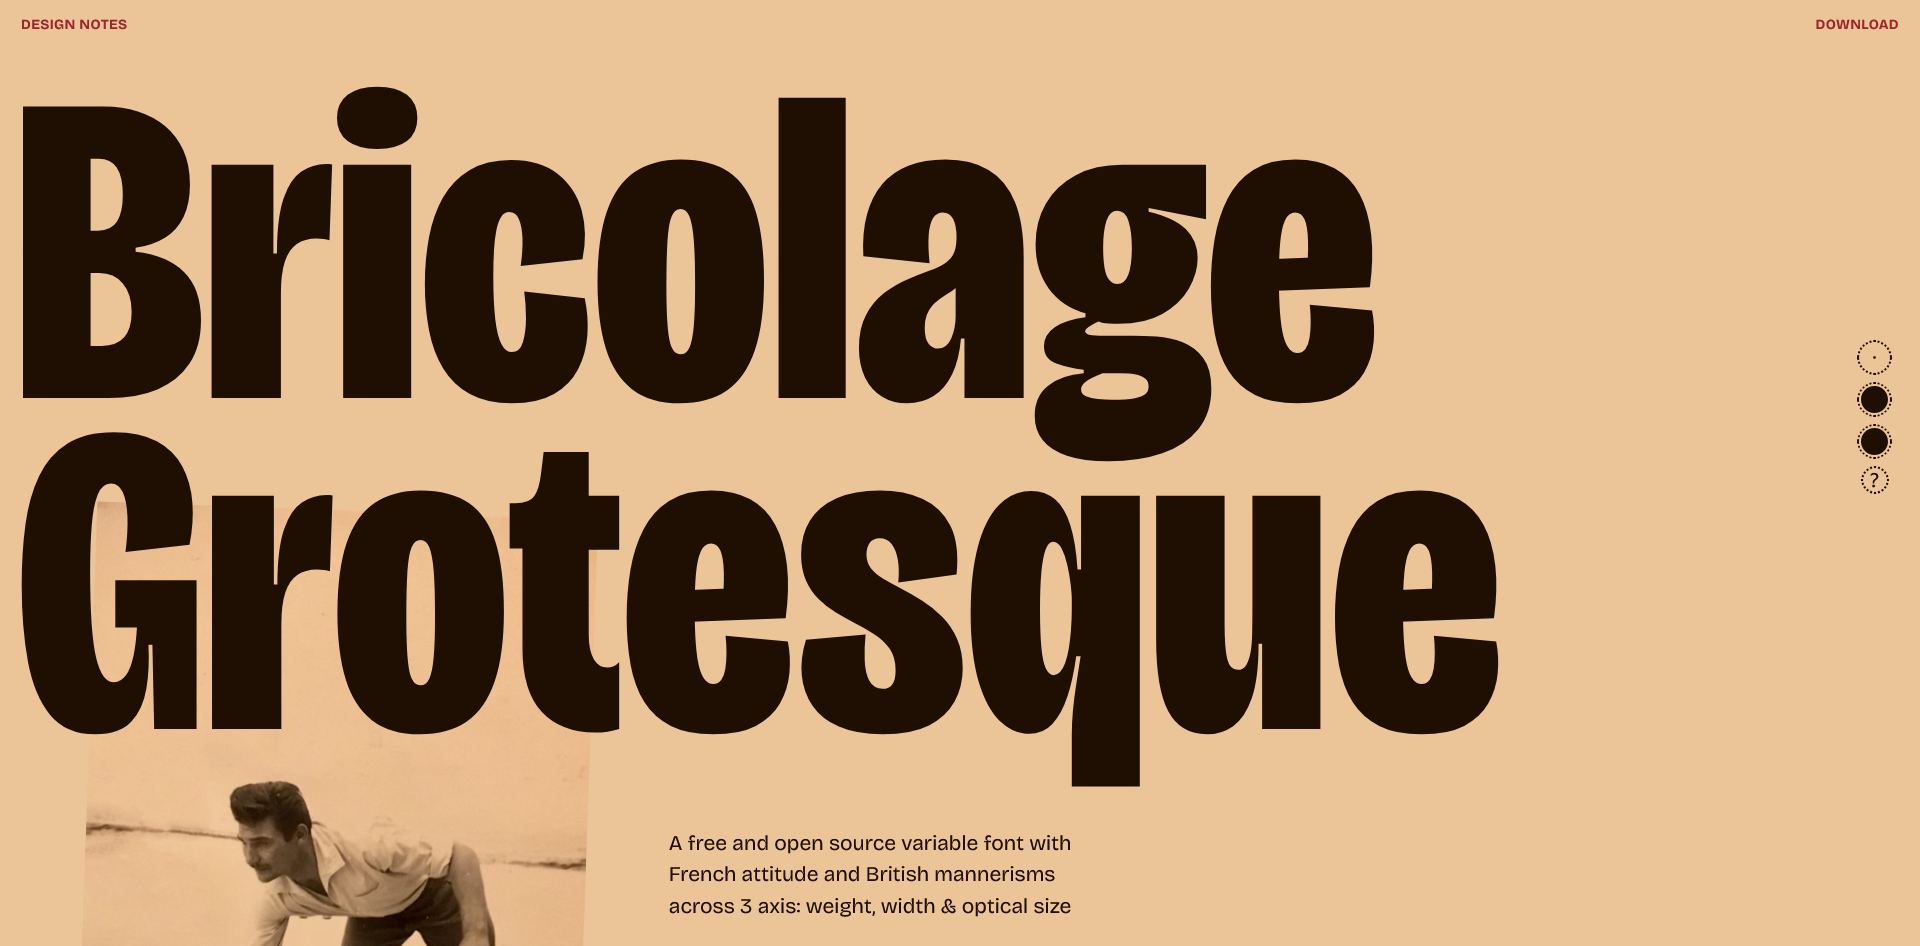 DESIGN NOTES
DOWNLOAD
Bricolage
Grotesque
?
A free and open source variable font with
French attitude and British mannerisms
across 3 axis: weight, width & optical size